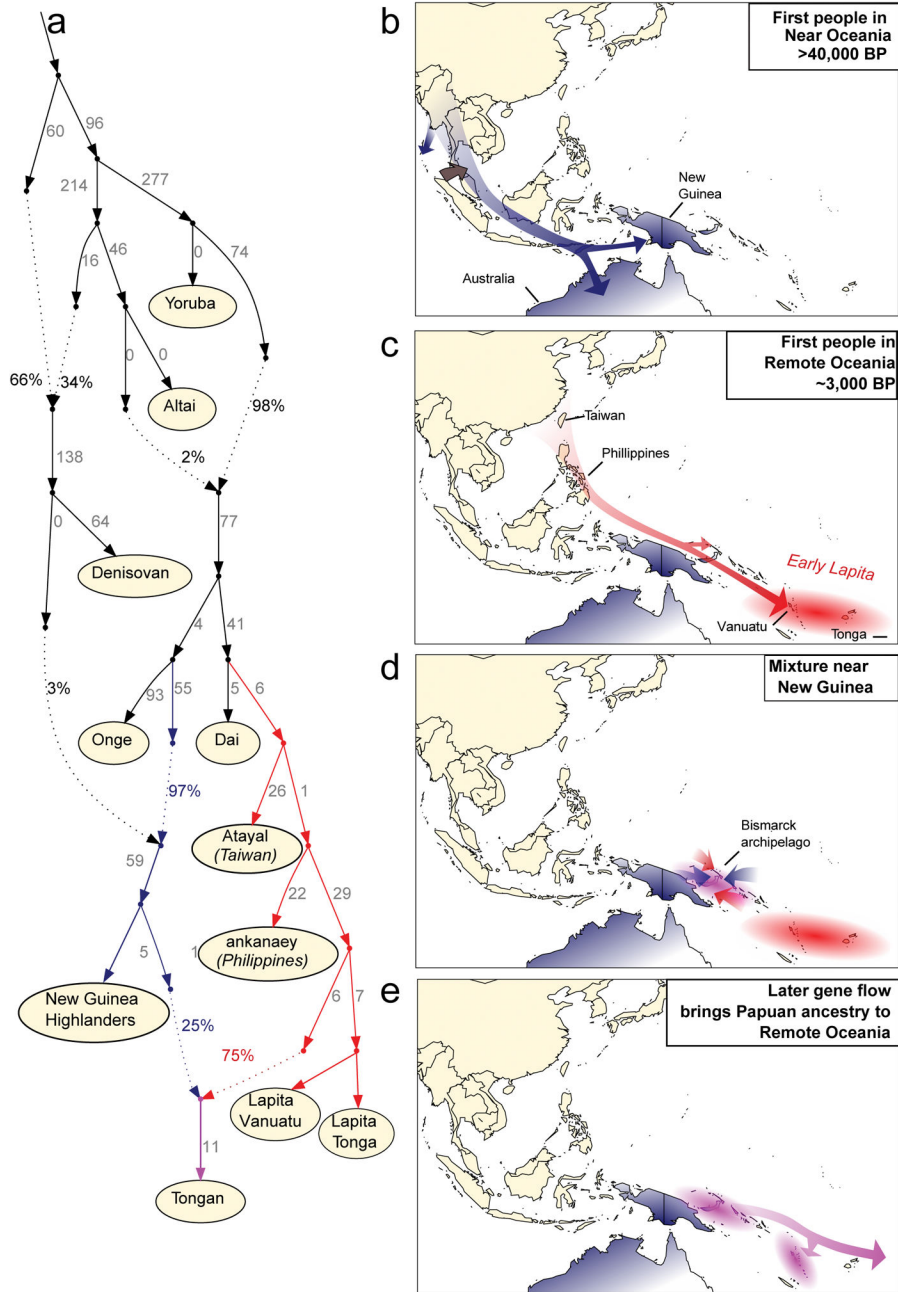 a
60
96
214
277
16
46
0
74
Yoruba
0
0
66%
34%
Altai
98%
2%
138
77
0
64
Denisovan
4
41
3%
93
55
5
6
Onge
Dai
97%
26
1
Atayal
(Taiwan)
59
22
29
5
1
ankanaey
(Philippines)
New Guinea
Highlanders
6
7
25%
75%
Lapita
Vanuatu
Lapita
Tonga
11
Tongan
b
First people in
Near Oceania
>40,000 BP
New
Guinea
Australia
c
First people in
Remote Oceania
~3,000 BP
Taiwan
Phillippines
Early Lapita
Vanuatu
Tonga
d
Mixture near
New Guinea
Bismarck
archipelago
e
Later gene flow
brings Papuan ancestry to
Remote Oceania